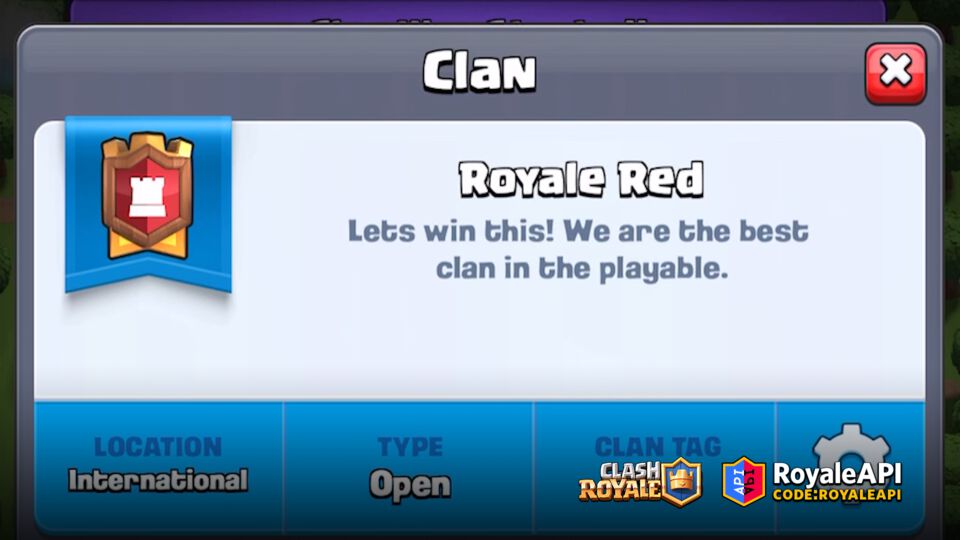 Clan
Royale Red
Lets win this! We are the best
clan in the playable.
LOCATION
International
TYPE
Open
CLAN TAG
CLASH
ROYALE
API
RoyaleAPI
CODE:ROYALEAPI